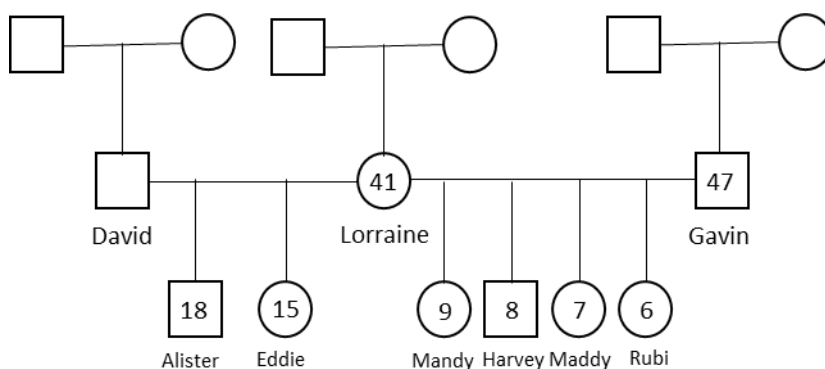 41 47
David Lorraine Gavin
18 15 9 8 7 6
Alister Eddie Mandy Harvey Maddy Rubi